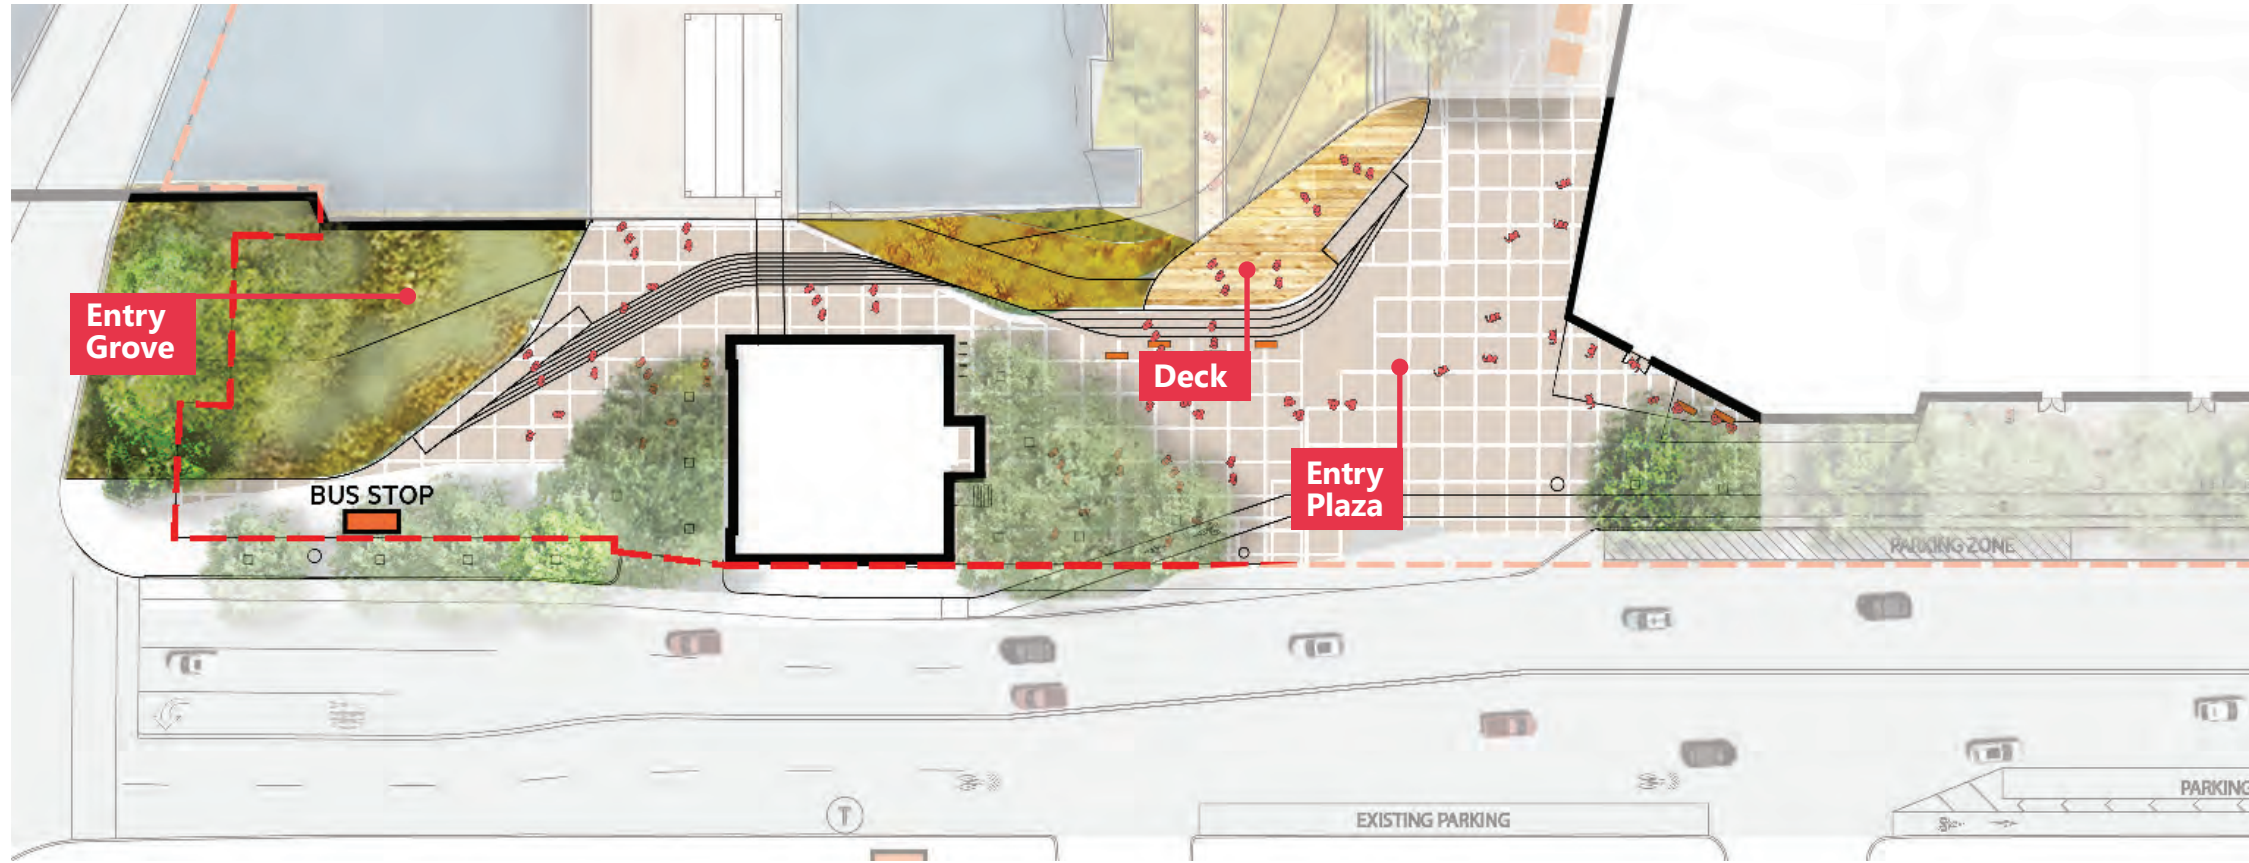 Entry
Grove
BUS STOP
Deck
Entry
Plaza
PARKING ZONE
PARKING
T
EXISTING PARKING